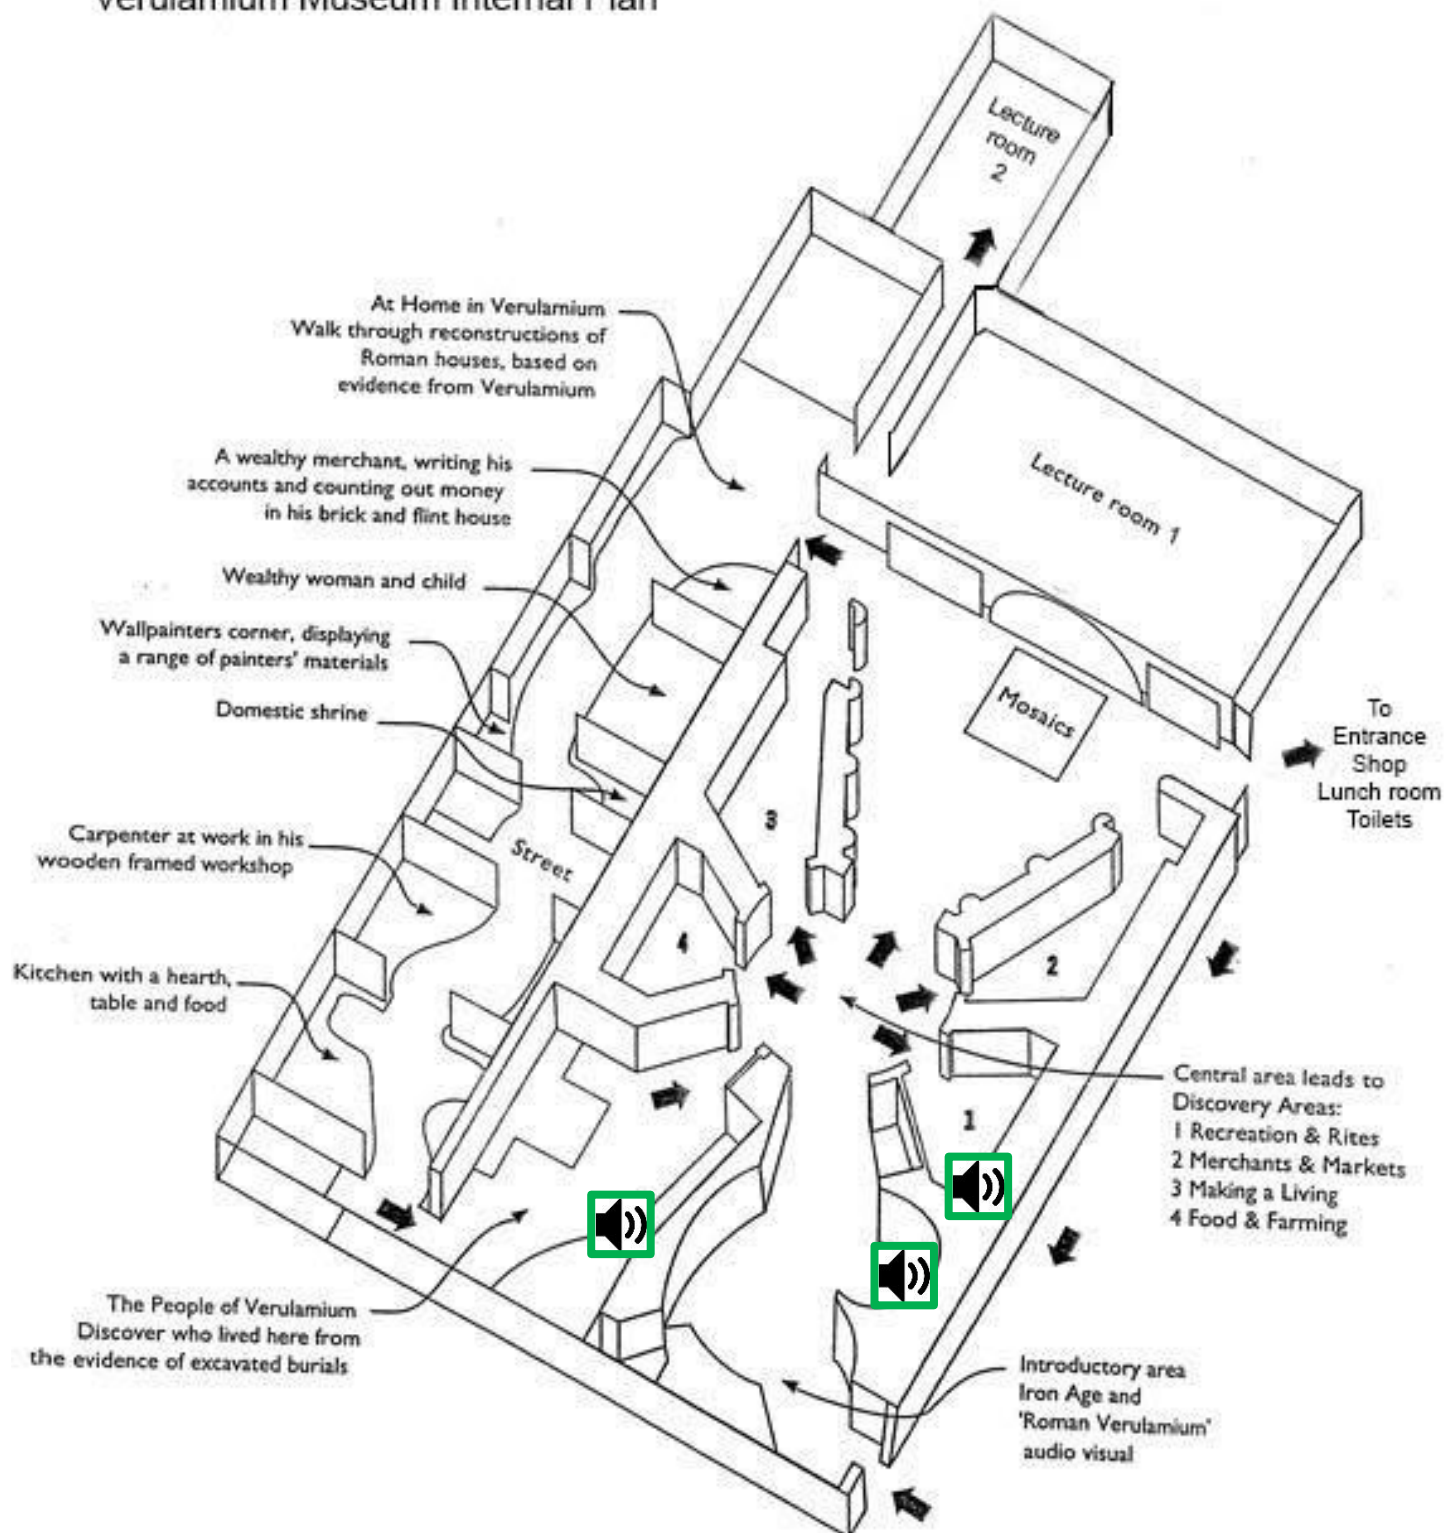 Verulamium Museum Internal Plan
Lecture
room
2
At Home in Verulamium
Walk through reconstructions of
Roman houses, based on
evidence from Verulamium
A wealthy merchant, writing his
accounts and counting out money
in his brick and flint house
Lecture room 1
Wealthy woman and child
Wallpainters corner, displaying
a range of painters' materials
Domestic shrine
Mosaics
To
Entrance
Shop
Lunch room
Toilets
3
Street
Carpenter at work in his
wooden framed workshop
4
2
Kitchen with a hearth,
table and food
Central area leads to
Discovery Areas:
1 Recreation & Rites
2 Merchants & Markets
3 Making a Living
4 Food & Farming
1
The People of Verulamium
Discover who lived here from
the evidence of excavated burials
Introductory area
Iron Age and
'Roman Verulamium'
audio visual